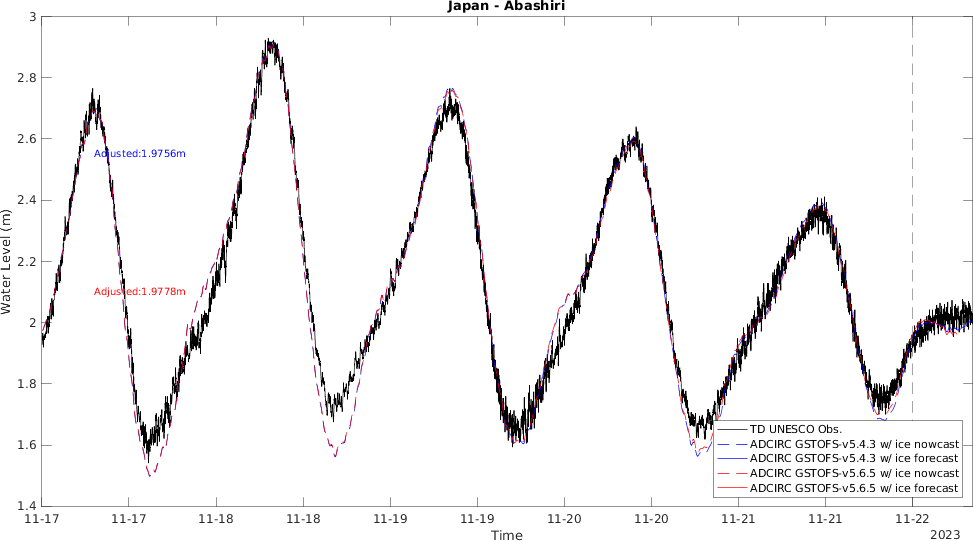 Japan - Abashiri
3
2.8
2.6
2.4
2.2
2
1.8
1.6
1.4
Water Level (m)
Adjusted:1.9756m
Adjusted:1.9778m
TD UNESCO Obs.
ADCIRC GSTOFS-v5.4.3 w/ ice nowcast
ADCIRC GSTOFS-v5.4.3 w/ ice forecast
ADCIRC GSTOFS-v5.6.5 w/ ice nowcast
ADCIRC GSTOFS-v5.6.5 w/ ice forecast
11-17 11-17 11-18 11-18 11-19 11-19 11-20 11-20 11-21 11-21 11-22
Time
2023